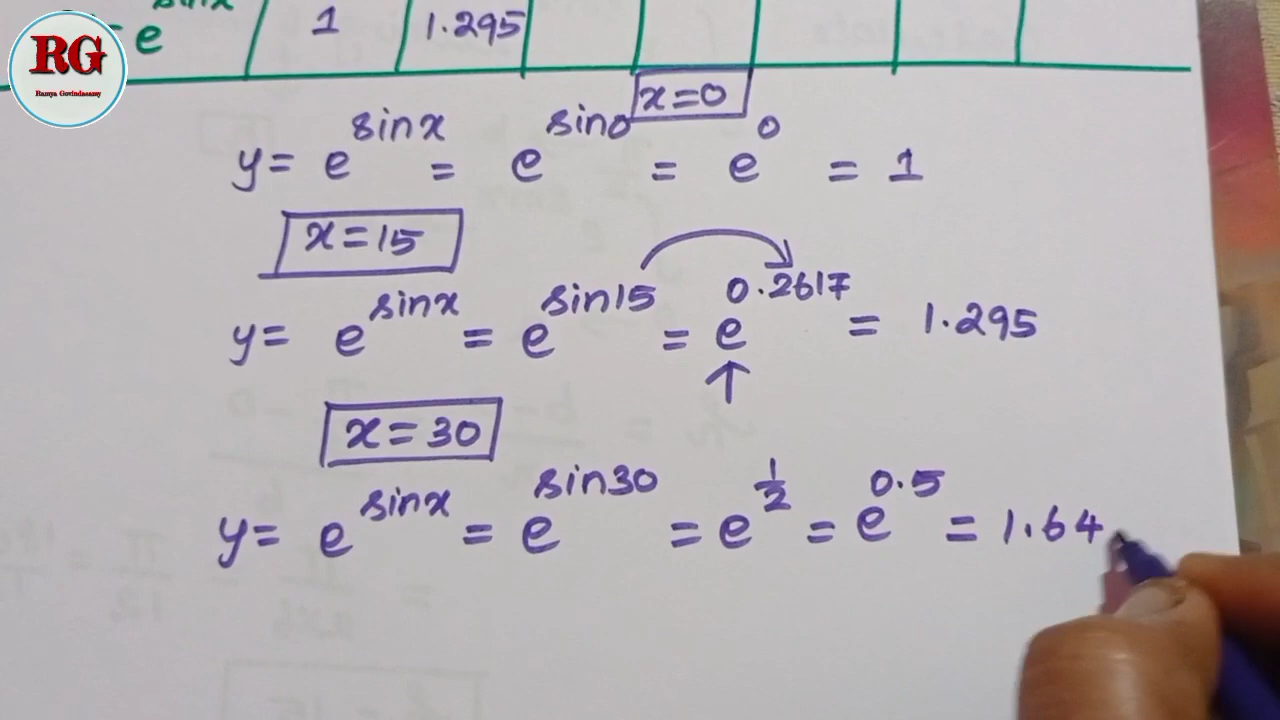 e^sinx 1 1.295
RG
Ramya Govindasamy
x=0
y= e^sinx = e^sin0 = e^0 = 1
x=15
y= e^sinx = e^sin15 = e^0.2617 = 1.295
x=30
y= e^sinx = e^sin30 = e^1/2 = e^0.5 = 1.64